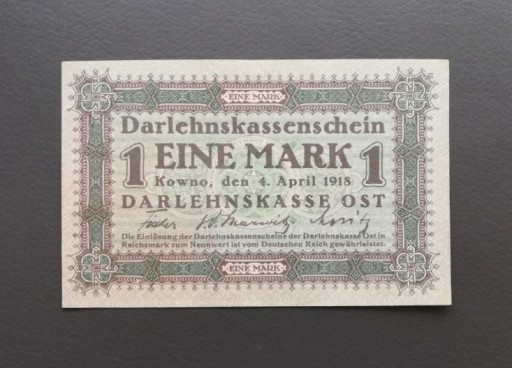 EINE MARK
Darlehnskassenschein
1 EINE MARK 1
Kowno, den 4. April 1918
DARLEHNSKASSE OST
Die Einlösung der Darlehnskassenscheine der Darlehnskasse Ost in
Reichsmark zum Nennwert ist vom Deutschen Reich gewährleistet.
EINE MARK